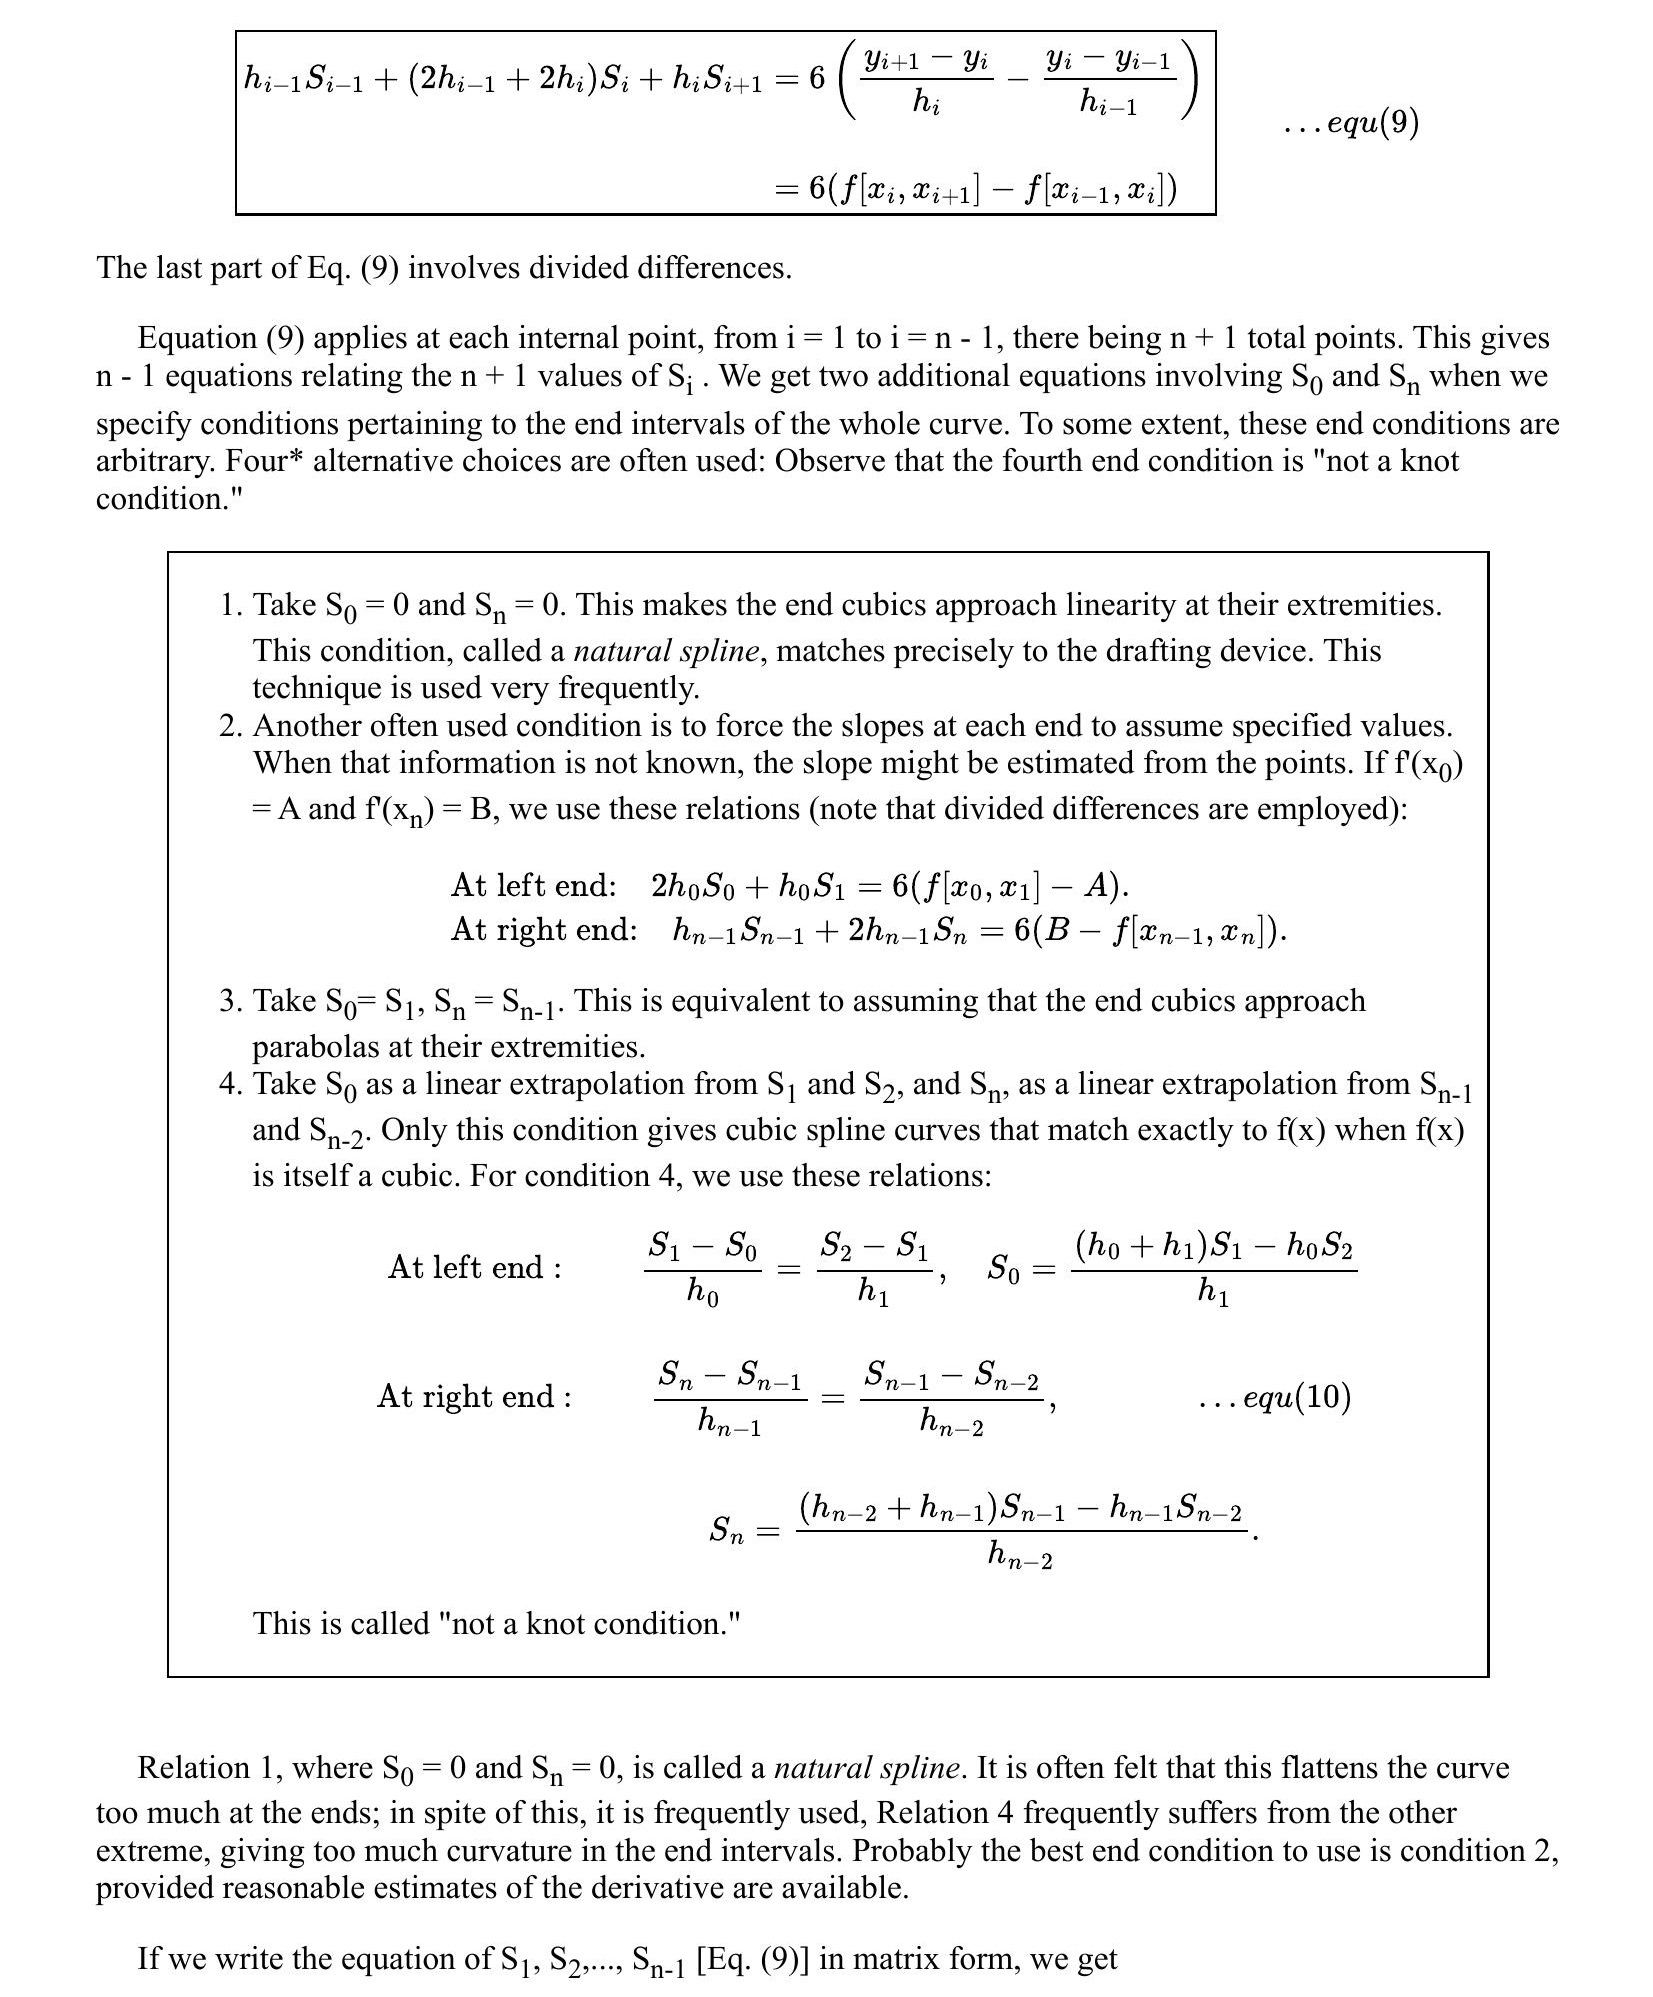 h_{i-1}S_{i-1} + (2h_{i-1} + 2h_i)S_i + h_iS_{i+1} = 6 ( \frac{y_{i+1} - y_i}{h_i} - \frac{y_i - y_{i-1}}{h_{i-1}} )
...equ(9)
= 6(f[x_i, x_{i+1}] - f[x_{i-1}, x_i])
The last part of Eq. (9) involves divided differences.
Equation (9) applies at each internal point, from i = 1 to i = n - 1, there being n + 1 total points. This gives
n - 1 equations relating the n + 1 values of S_i . We get two additional equations involving S_0 and S_n when we
specify conditions pertaining to the end intervals of the whole curve. To some extent, these end conditions are
arbitrary. Four* alternative choices are often used: Observe that the fourth end condition is "not a knot
condition."
1. Take S_0 = 0 and S_n = 0. This makes the end cubics approach linearity at their extremities.
This condition, called a natural spline, matches precisely to the drafting device. This
technique is used very frequently.
2. Another often used condition is to force the slopes at each end to assume specified values.
When that information is not known, the slope might be estimated from the points. If f'(x_0)
= A and f'(x_n) = B, we use these relations (note that divided differences are employed):
At left end: 2h_0S_0 + h_0S_1 = 6(f[x_0, x_1] - A).
At right end: h_{n-1}S_{n-1} + 2h_{n-1}S_n = 6(B - f[x_{n-1}, x_n]).
3. Take S_0= S_1, S_n = S_{n-1}. This is equivalent to assuming that the end cubics approach
parabolas at their extremities.
4. Take S_0 as a linear extrapolation from S_1 and S_2, and S_n, as a linear extrapolation from S_{n-1}
and S_{n-2}. Only this condition gives cubic spline curves that match exactly to f(x) when f(x)
is itself a cubic. For condition 4, we use these relations:
At left end : \frac{S_1 - S_0}{h_0} = \frac{S_2 - S_1}{h_1}, S_0 = \frac{(h_0 + h_1)S_1 - h_0S_2}{h_1}
At right end : \frac{S_n - S_{n-1}}{h_{n-1}} = \frac{S_{n-1} - S_{n-2}}{h_{n-2}}, ...equ(10)
S_n = \frac{(h_{n-2} + h_{n-1})S_{n-1} - h_{n-1}S_{n-2}}{h_{n-2}}.
This is called "not a knot condition."
Relation 1, where S_0 = 0 and S_n = 0, is called a natural spline. It is often felt that this flattens the curve
too much at the ends; in spite of this, it is frequently used, Relation 4 frequently suffers from the other
extreme, giving too much curvature in the end intervals. Probably the best end condition to use is condition 2,
provided reasonable estimates of the derivative are available.
If we write the equation of S_1, S_2,..., S_{n-1} [Eq. (9)] in matrix form, we get